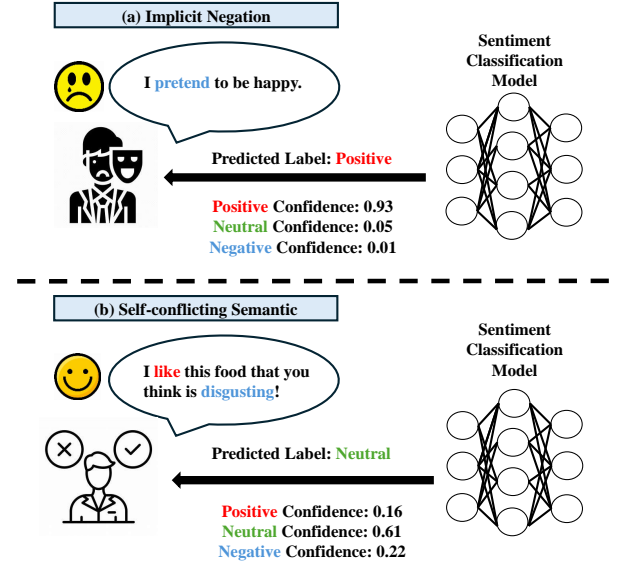 (a) Implicit Negation
I pretend to be happy.
Sentiment
Classification
Model
Predicted Label: Positive
Positive Confidence: 0.93
Neutral Confidence: 0.05
Negative Confidence: 0.01
(b) Self-conflicting Semantic
I like this food that you
think is disgusting!
Sentiment
Classification
Model
Predicted Label: Neutral
Positive Confidence: 0.16
Neutral Confidence: 0.61
Negative Confidence: 0.22